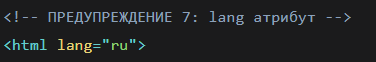 <!-- ПРЕДУПРЕЖДЕНИЕ 7: lang атрибут -->
<html lang="ru">